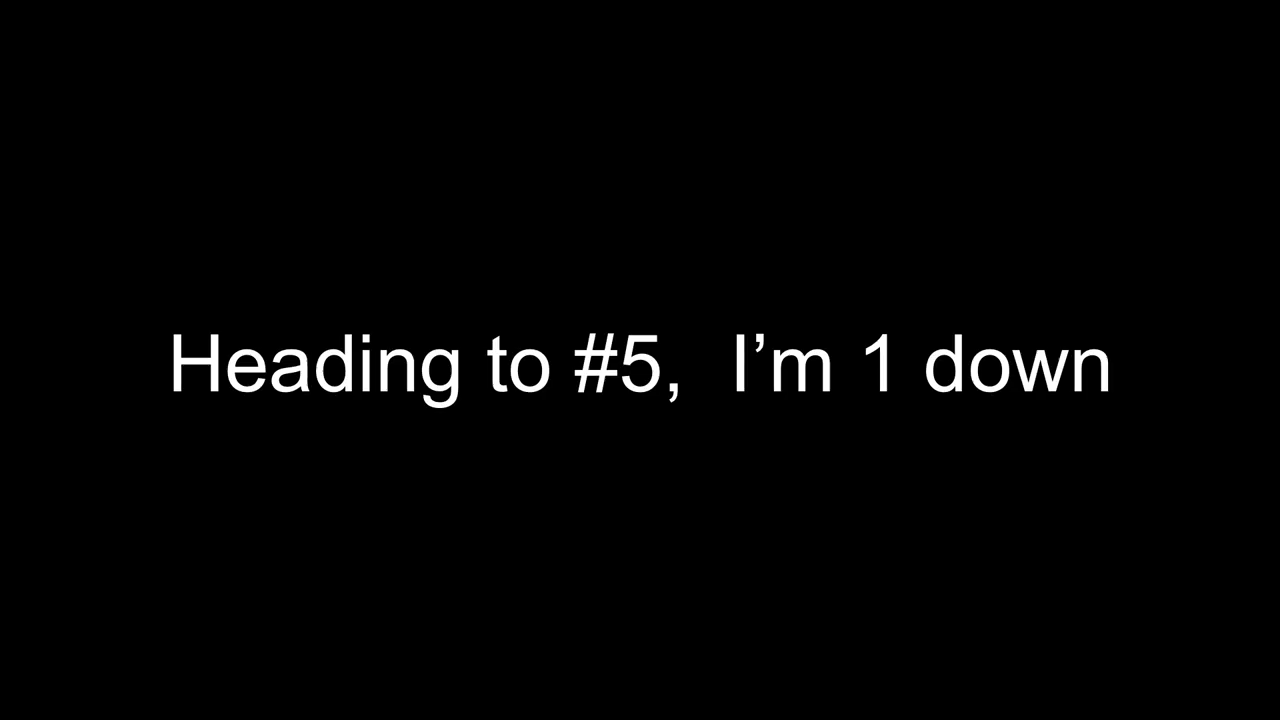 Heading to #5,  I’m 1 down